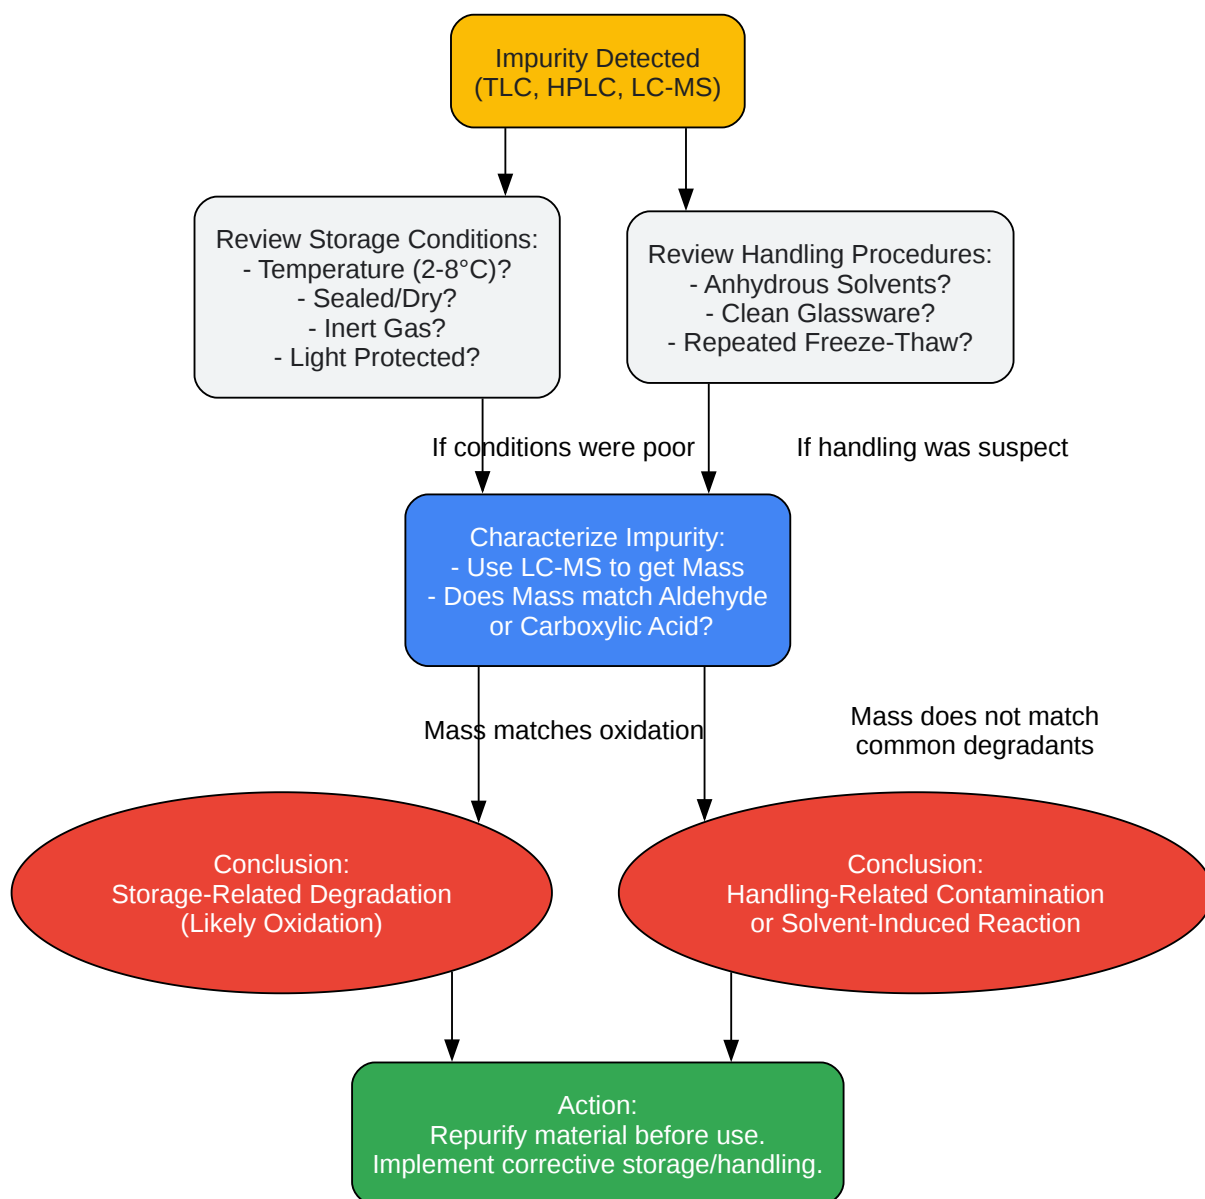 Impurity Detected
(TLC, HPLC, LC-MS)
Review Storage Conditions:
- Temperature (2-8°C)?
- Sealed/Dry?
- Inert Gas?
- Light Protected?
Review Handling Procedures:
- Anhydrous Solvents?
- Clean Glassware?
- Repeated Freeze-Thaw?
If conditions were poor
If handling was suspect
Characterize Impurity:
- Use LC-MS to get Mass
- Does Mass match Aldehyde
or Carboxylic Acid?
Mass matches oxidation
Mass does not match
common degradants
Conclusion:
Storage-Related Degradation
(Likely Oxidation)
Conclusion:
Handling-Related Contamination
or Solvent-Induced Reaction
Action:
Repurify material before use.
Implement corrective storage/handling.